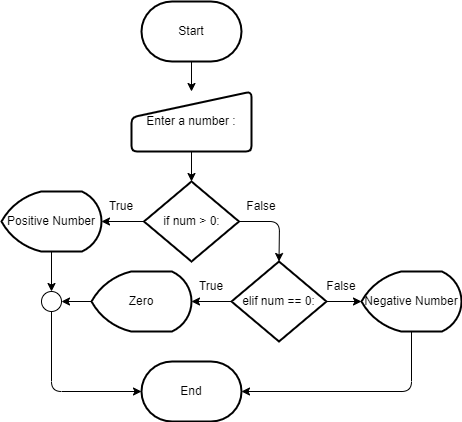 Start
Enter a number :
True
False
Positive Number
if num > 0:
True
False
Zero
elif num == 0:
Negative Number
End